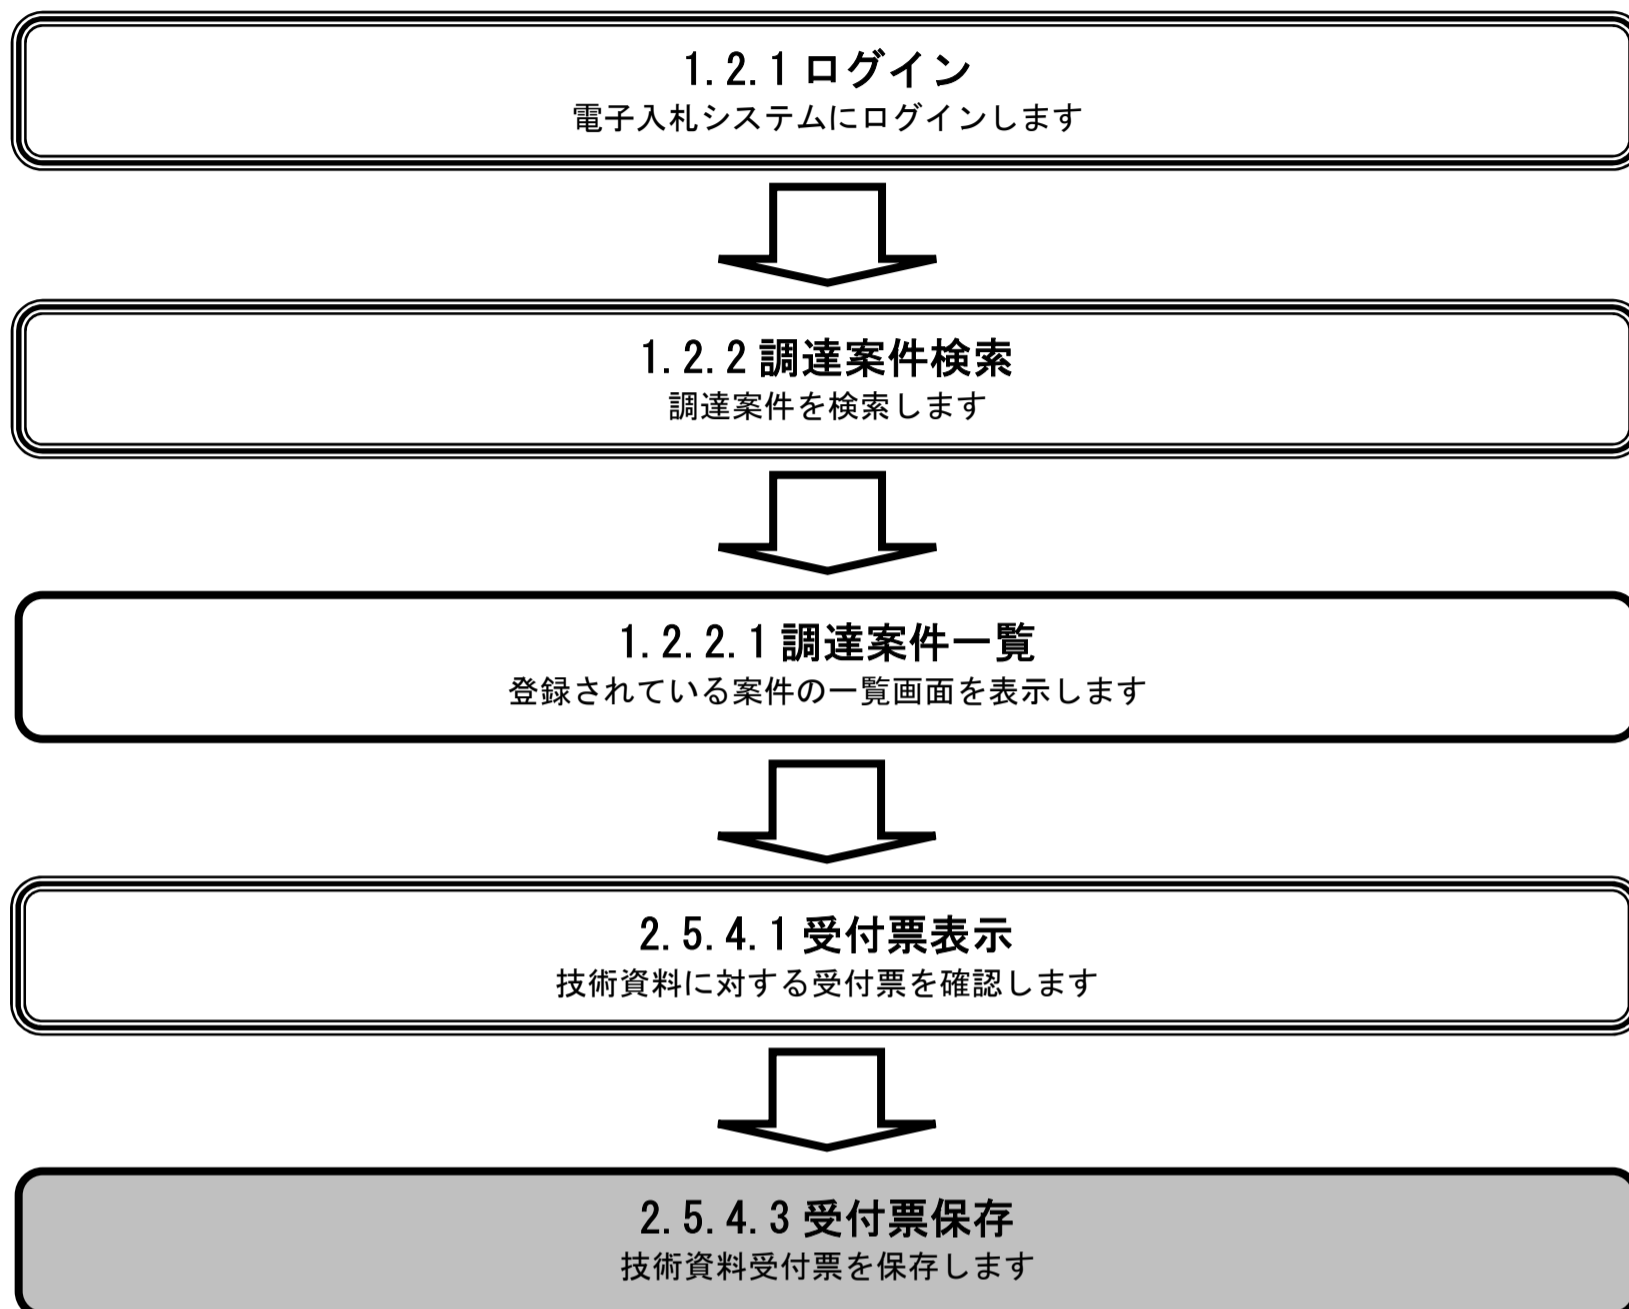 1.2.1 ログイン
電子入札システムにログインします
1.2.2 調達案件検索
調達案件を検索します
1.2.2.1 調達案件一覧
登録されている案件の一覧画面を表示します
2.5.4.1 受付票表示
技術資料に対する受付票を確認します
2.5.4.3 受付票保存
技術資料受付票を保存します